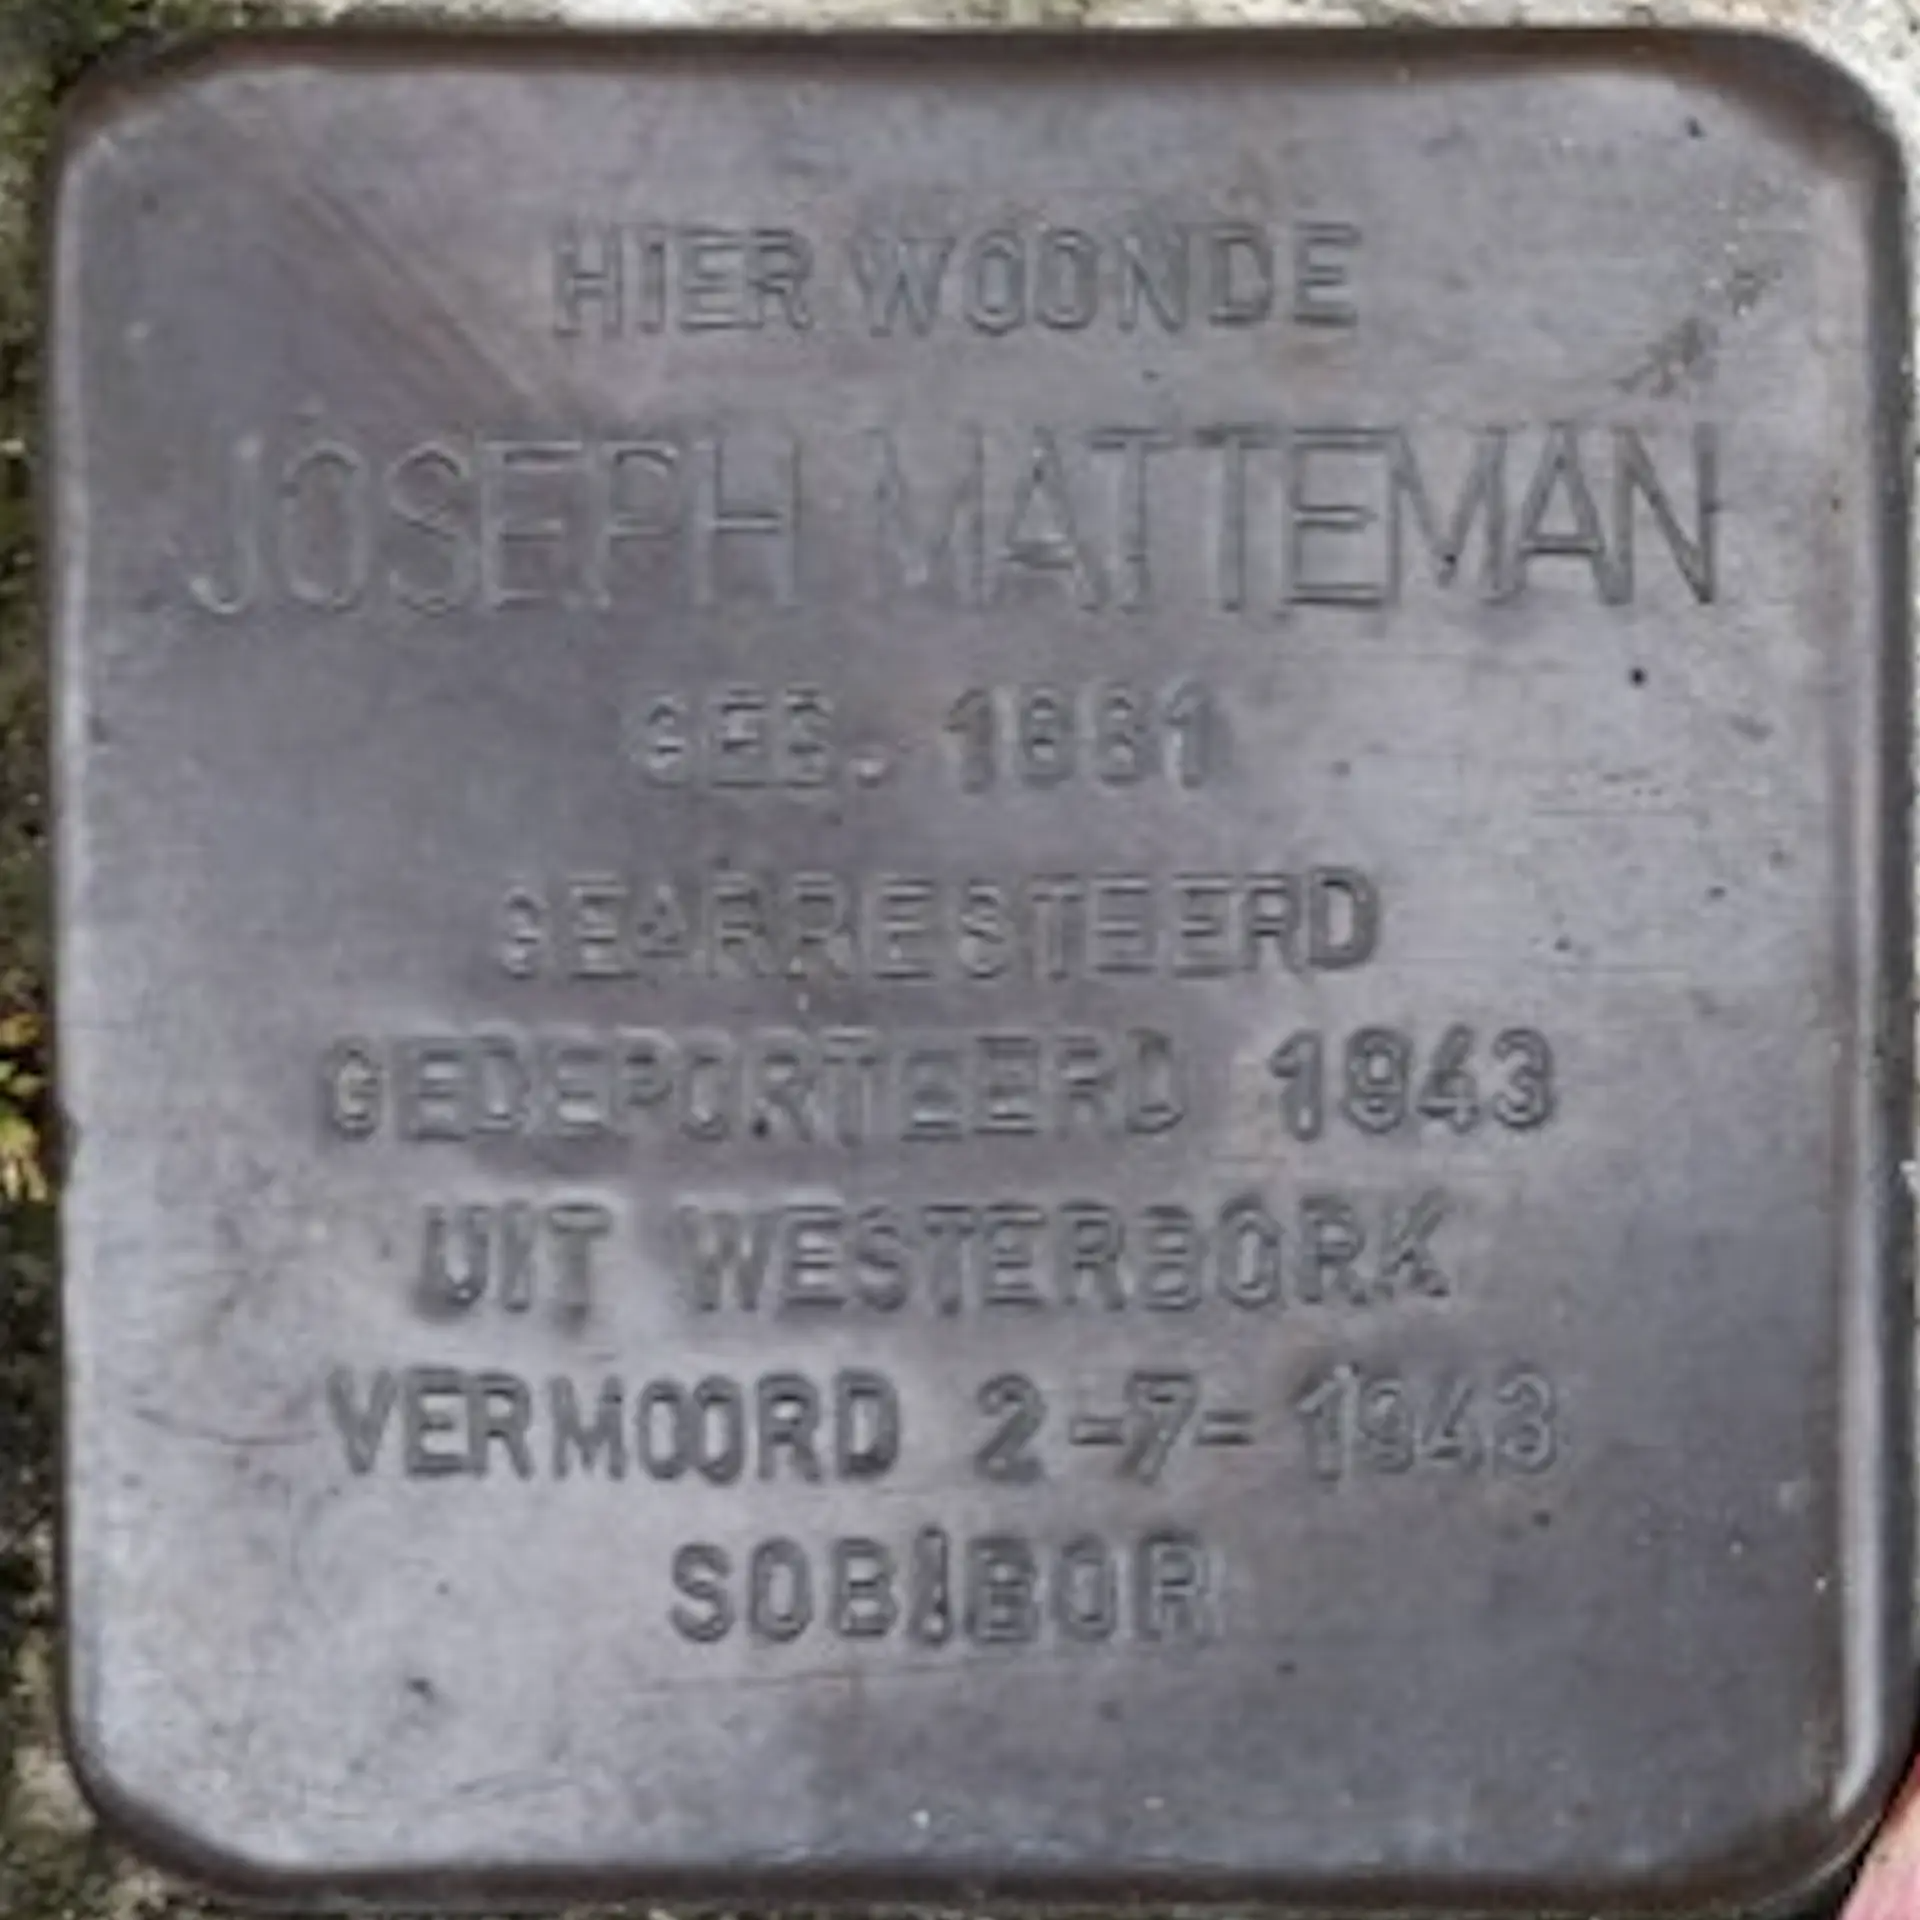 HIER WOONDE
JOSEPH MATTEMAN
GEB. 1881
GEARRESTEERD
GEDEPORTEERD 1943
UIT WESTERBORK
VERMOORD 2-7-1943
SOBIBOR